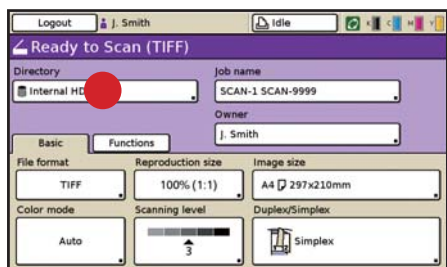 Logout J. Smith Idle K C M Y
Ready to Scan (TIFF)
Directory Job name
Internal HD SCAN-1 SCAN-9999
Owner
J. Smith
Basic Functions
File format Reproduction size Image size
TIFF 100% (1:1) A4 297x210mm
Color mode Scanning level Duplex/Simplex
Auto 3 Simplex